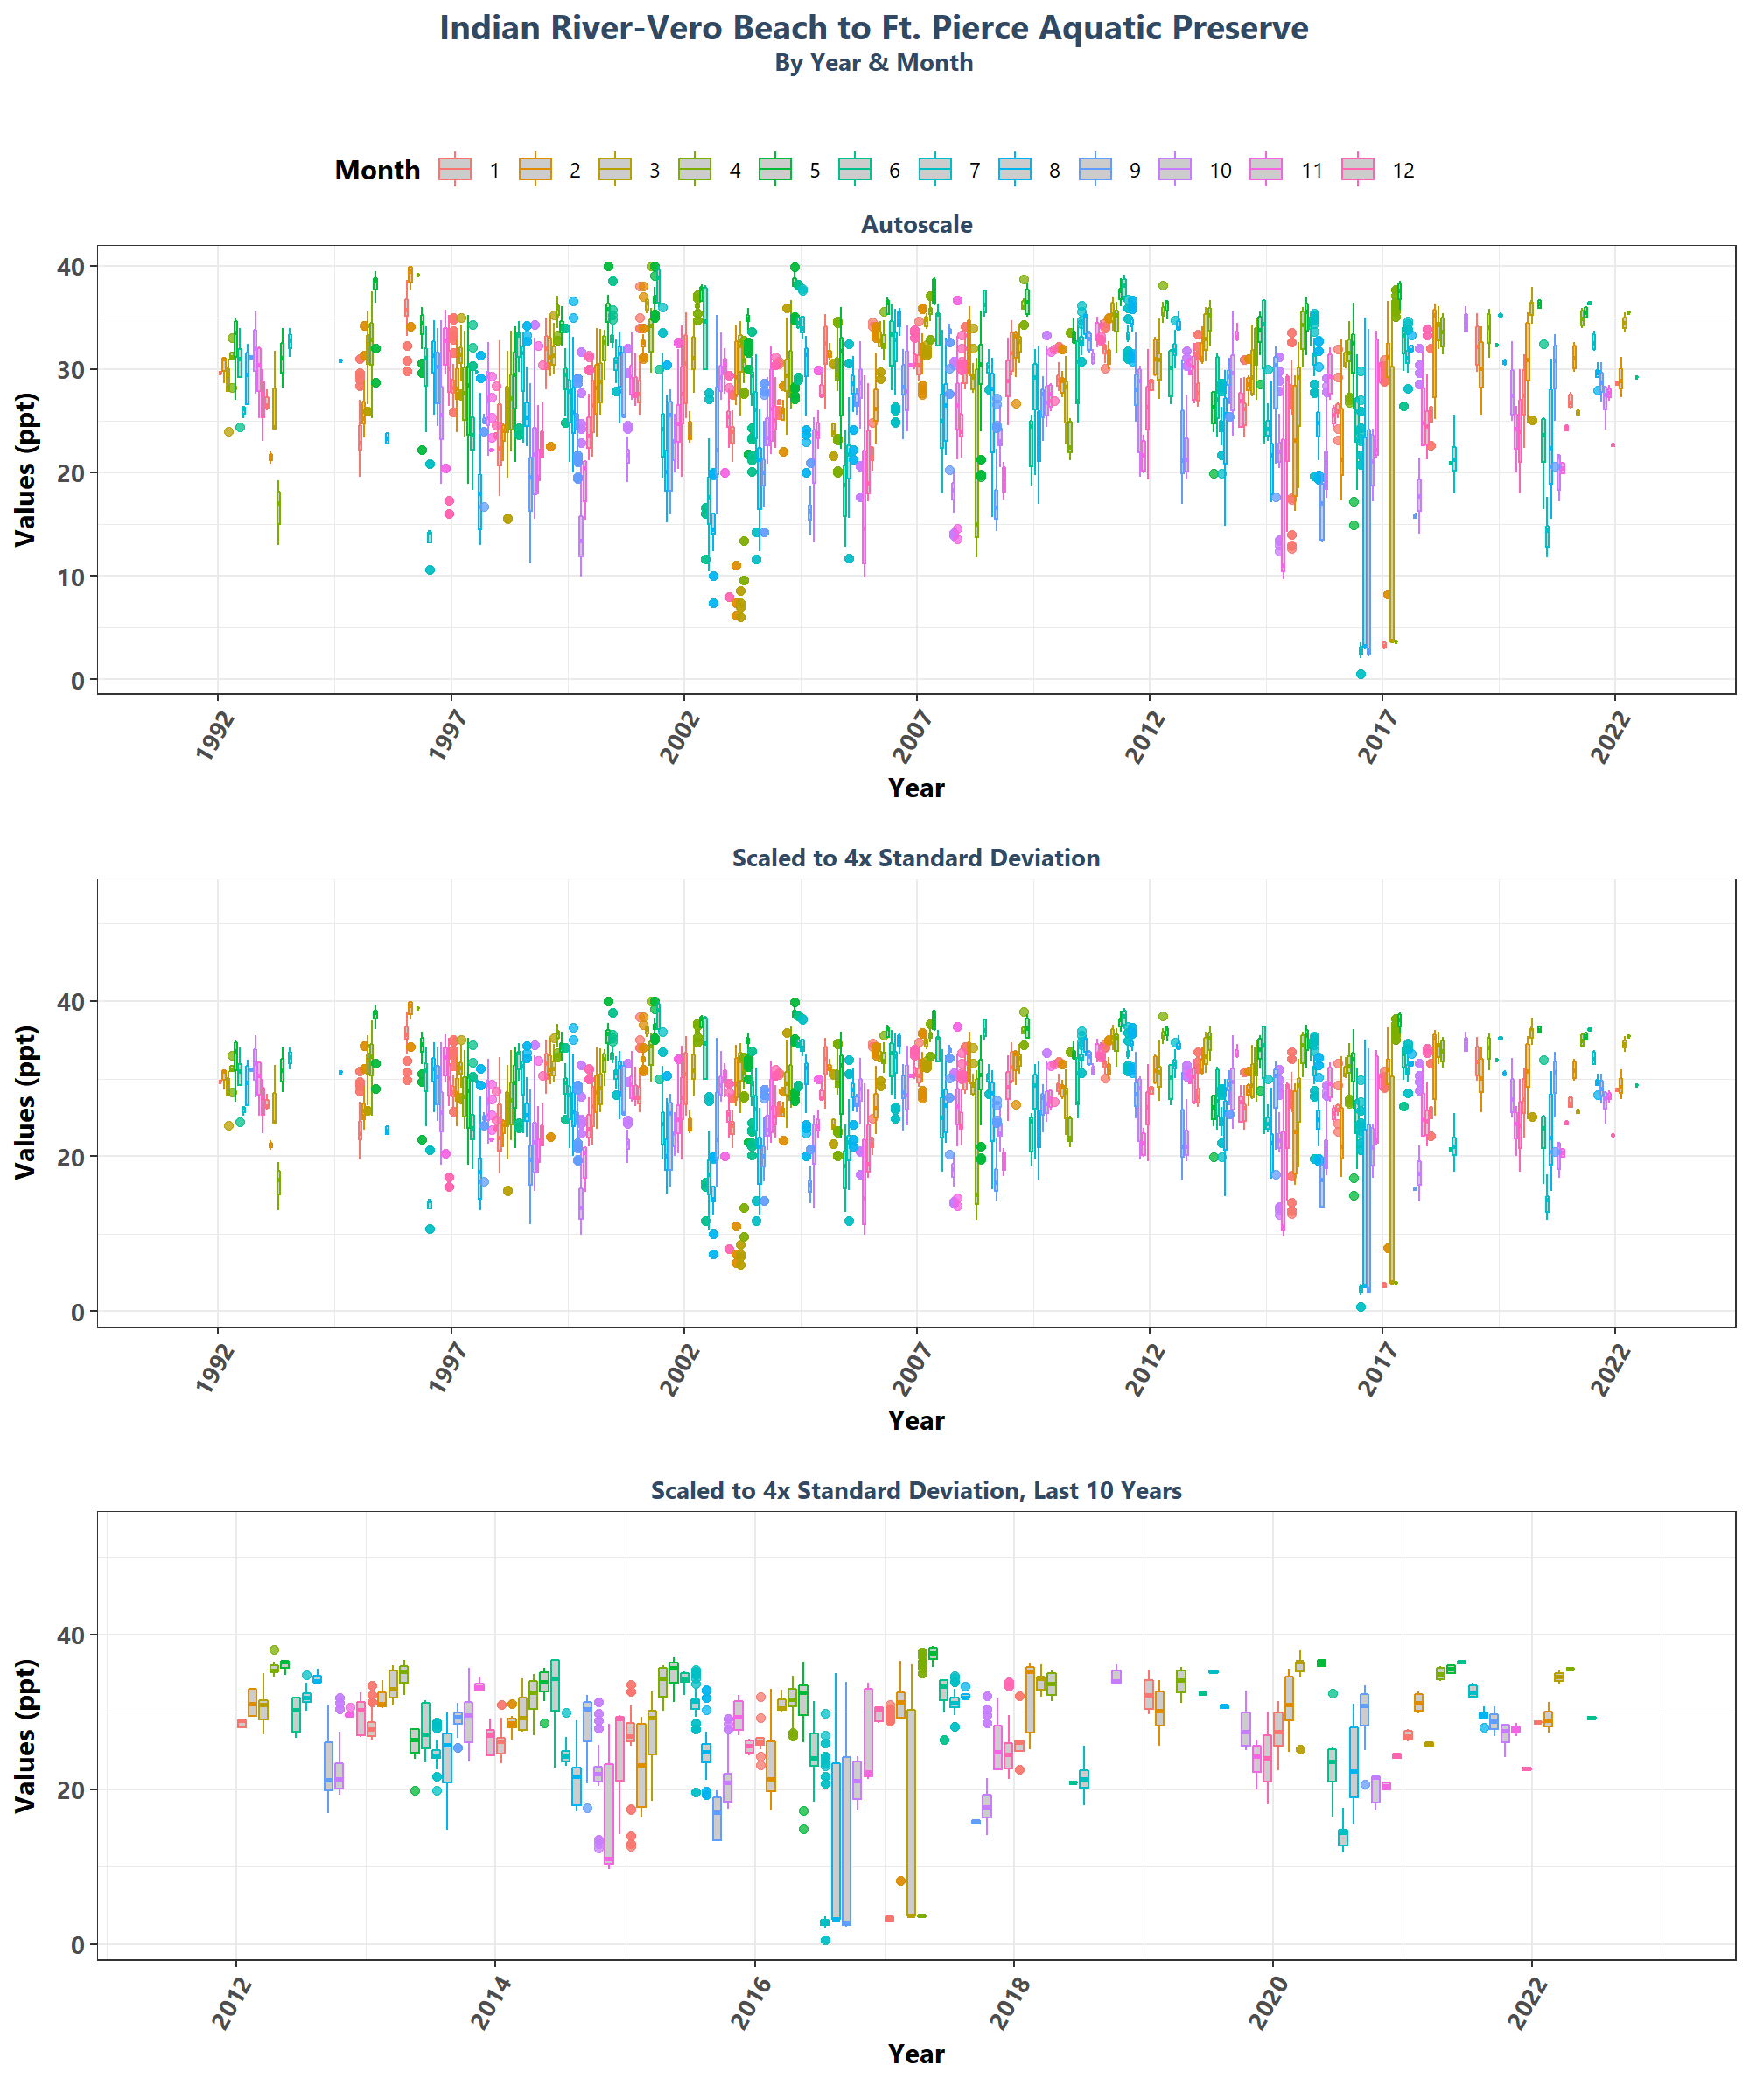 Indian River-Vero Beach to Ft. Pierce Aquatic Preserve
By Year & Month
Month 1 2 3 4 5 6 7 8 9 10 11 12
Autoscale
Values (ppt)
40
30
20
10
0
1992 1997 2002 2007 2012 2017 2022
Year
Scaled to 4x Standard Deviation
Values (ppt)
40
20
0
1992 1997 2002 2007 2012 2017 2022
Year
Scaled to 4x Standard Deviation, Last 10 Years
Values (ppt)
40
20
0
2012 2014 2016 2018 2020 2022
Year